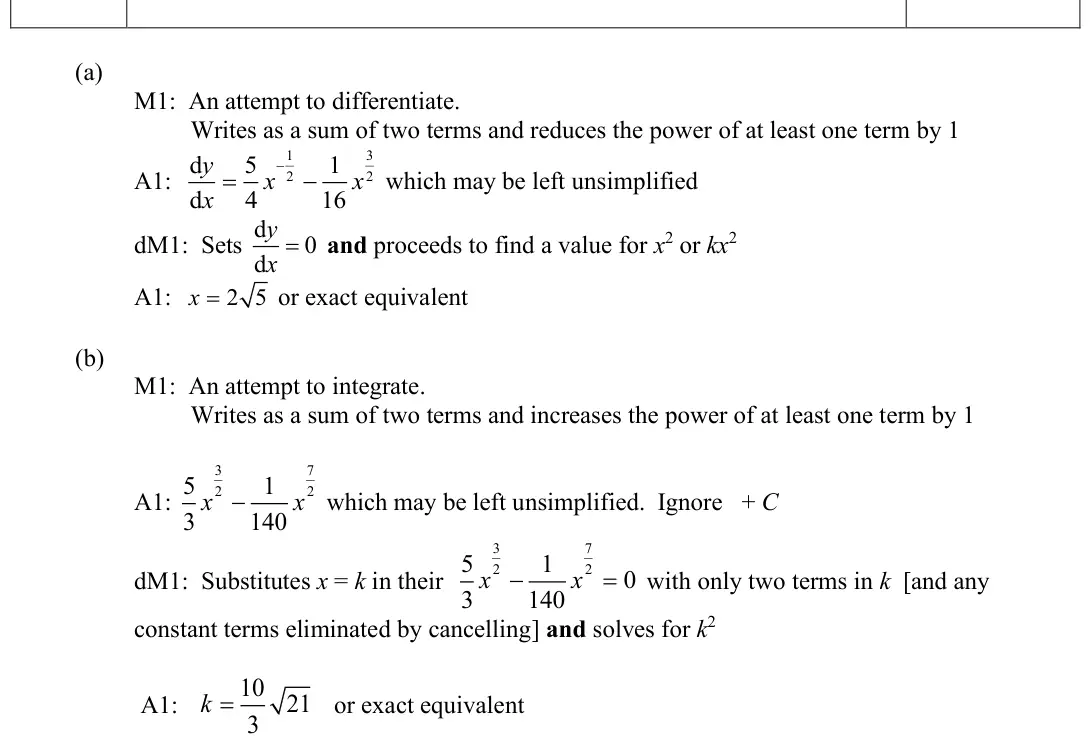 (a)
M1: An attempt to differentiate.
Writes as a sum of two terms and reduces the power of at least one term by 1
A1: dy/dx = 5/4 x^(-1/2) − 1/16 x^(3/2) which may be left unsimplified
dM1: Sets dy/dx = 0 and proceeds to find a value for x² or kx²
A1: x = 2√5 or exact equivalent
(b)
M1: An attempt to integrate.
Writes as a sum of two terms and increases the power of at least one term by 1
A1: 5/3 x^(3/2) − 1/140 x^(7/2) which may be left unsimplified. Ignore + C
dM1: Substitutes x = k in their 5/3 x^(3/2) − 1/140 x^(7/2) = 0 with only two terms in k [and any
constant terms eliminated by cancelling] and solves for k²
A1: k = 10/3 √21 or exact equivalent